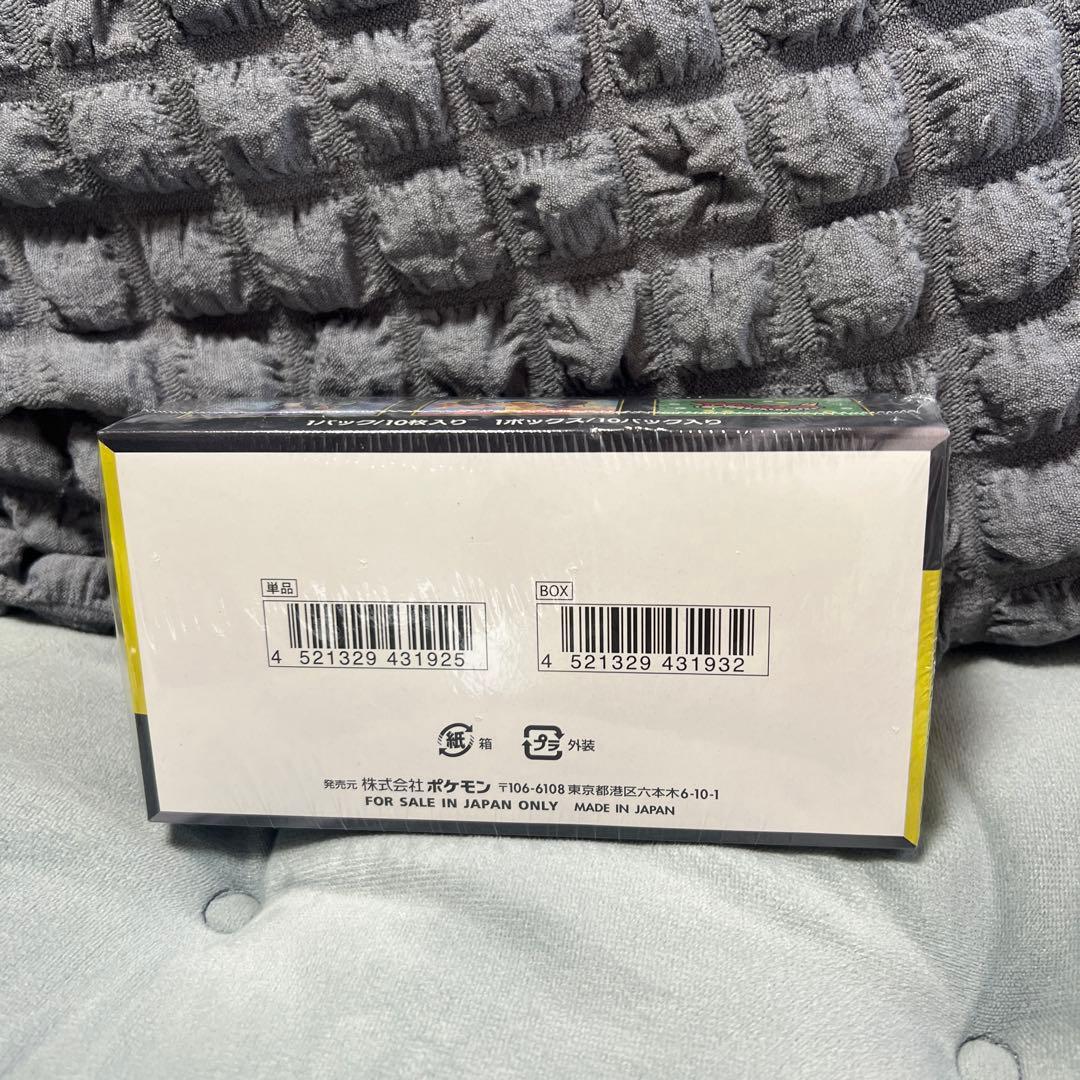 1パック/10枚入り 1ボックス/10パック入り
単品
4 521329 431925
BOX
4 521329 431932
紙 箱
プラ 外装
発売元 株式会社ポケモン 〒106-6108 東京都港区六本木6-10-1
FOR SALE IN JAPAN ONLY MADE IN JAPAN